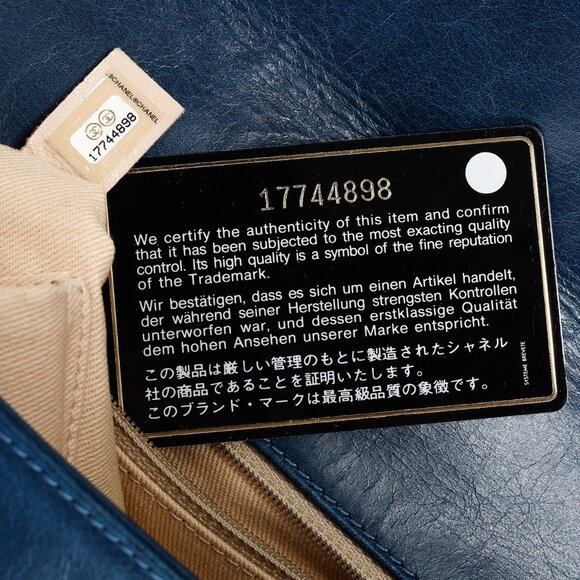 ©CHANEL©CHANEL
17744898
17744898
We certify the authenticity of this item and confirm
that it has been subjected to the most exacting quality
control. Its high quality is a symbol of the fine reputation
of the Trademark.
Wir bestätigen, dass es sich um einen Artikel handelt,
der während seiner Herstellung strengsten Kontrollen
unterworfen war, und dessen erstklassige Qualität
dem hohen Ansehen unserer Marke entspricht.
この製品は厳しい管理のもとに製造されたシャネル
社の商品であることを証明いたします。
このブランド・マークは最高級品質の象徴です。
SYSTEME BREVETE